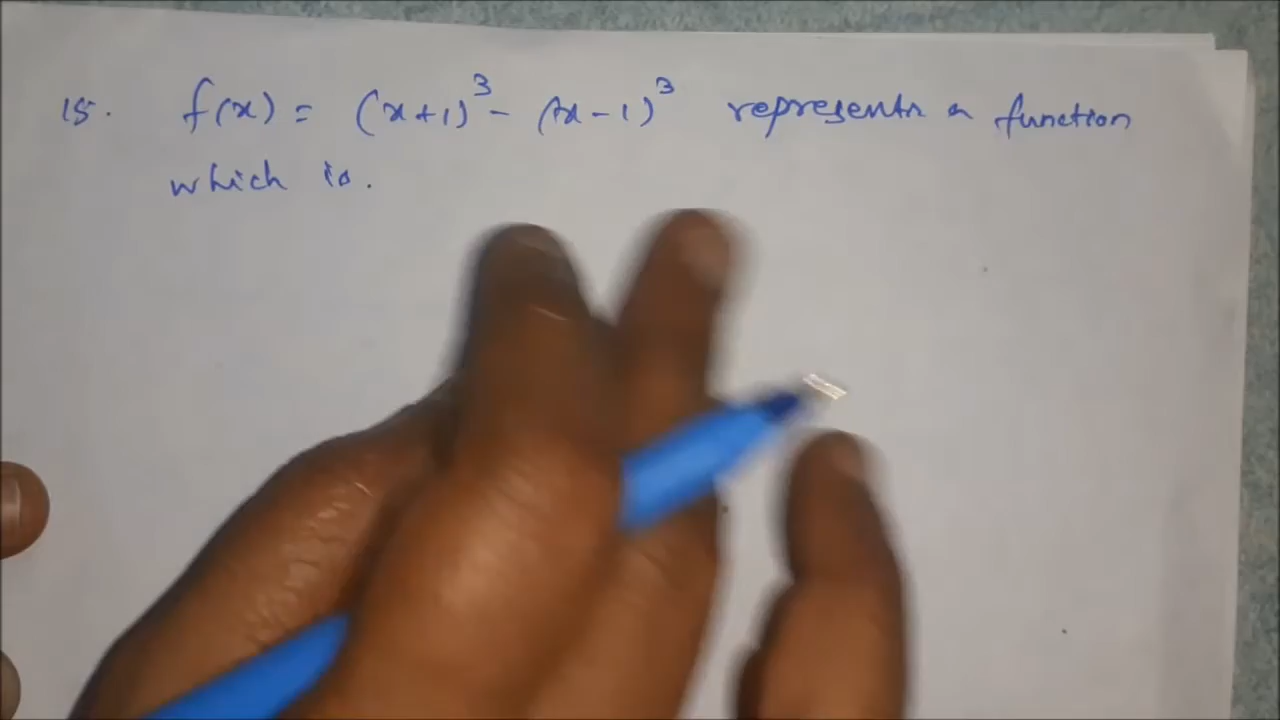 15. f(x) = (x+1)³ - (x-1)³ represents a function
which is.